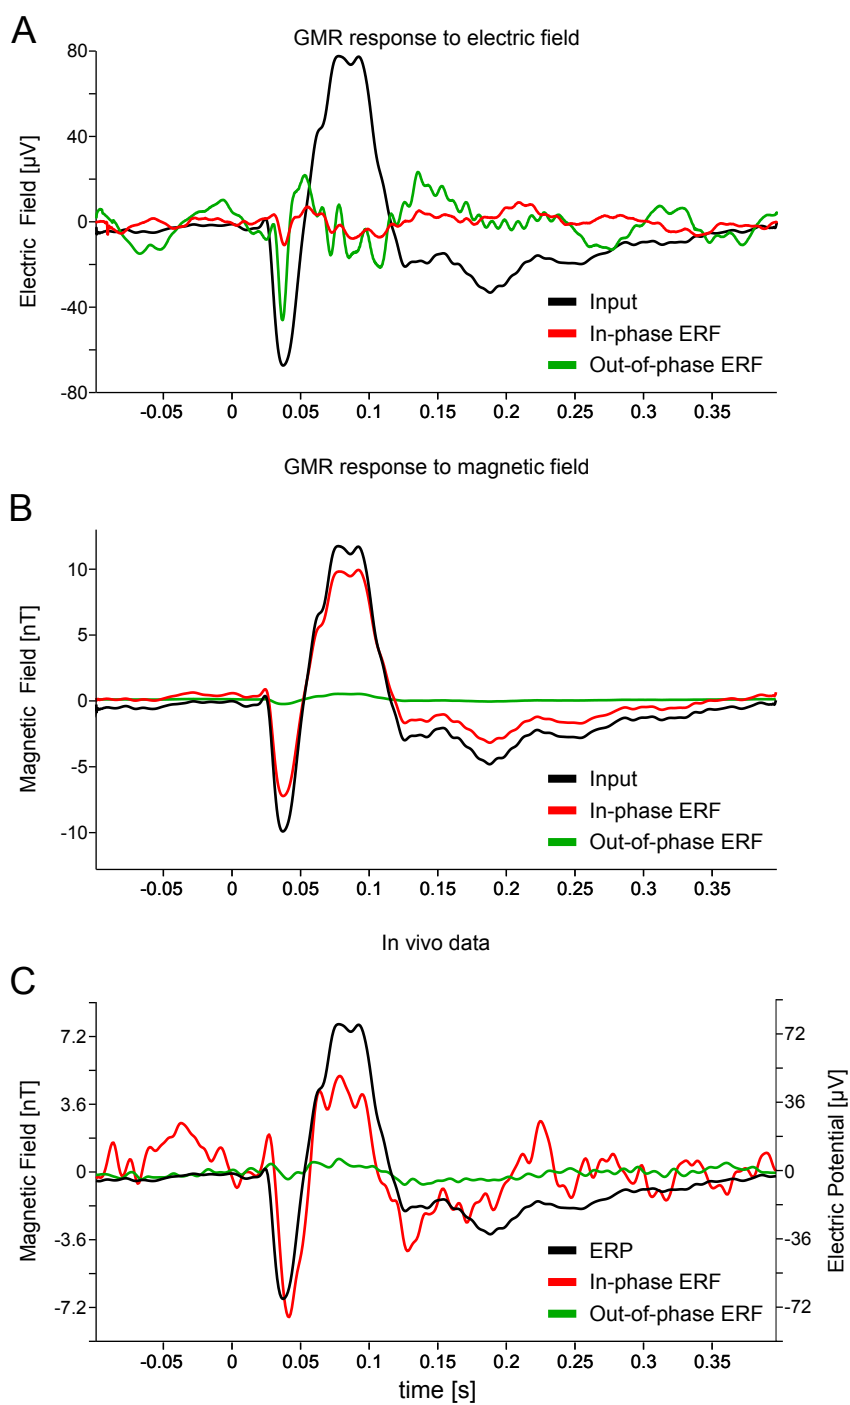 A
GMR response to electric field
Electric Field [µV]
80
40
0
-40
-80
Input
In-phase ERF
Out-of-phase ERF
-0.05 0 0.05 0.1 0.15 0.2 0.25 0.3 0.35
GMR response to magnetic field
B
Magnetic Field [nT]
10
5
0
-5
-10
Input
In-phase ERF
Out-of-phase ERF
-0.05 0 0.05 0.1 0.15 0.2 0.25 0.3 0.35
In vivo data
C
Magnetic Field [nT]
7.2
3.6
0
-3.6
-7.2
72
36
0
-36
-72
Electric Potential [µV]
ERP
In-phase ERF
Out-of-phase ERF
-0.05 0 0.05 0.1 0.15 0.2 0.25 0.3 0.35
time [s]